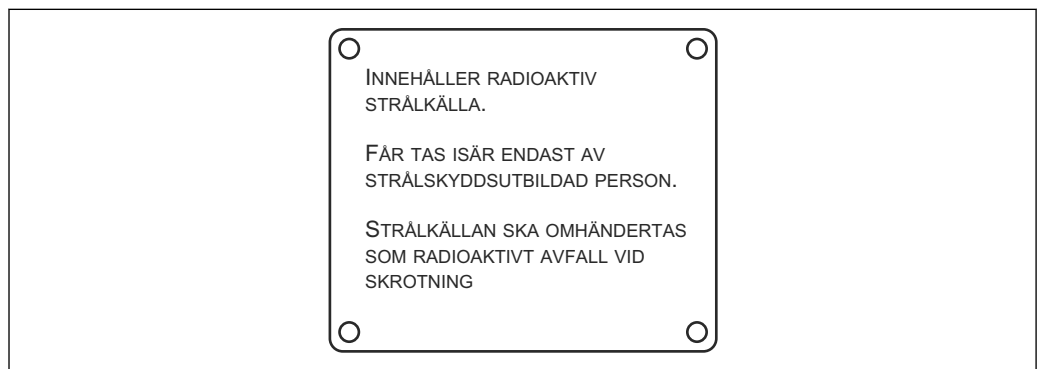 INNEHÅLLER RADIOAKTIV
STRÅLKÄLLA.
FÅR TAS ISÄR ENDAST AV
STRÅLSKYDDSUTBILDAD PERSON.
STRÅLKÄLLAN SKA OMHÄNDERTAS
SOM RADIOAKTIVT AVFALL VID
SKROTNING